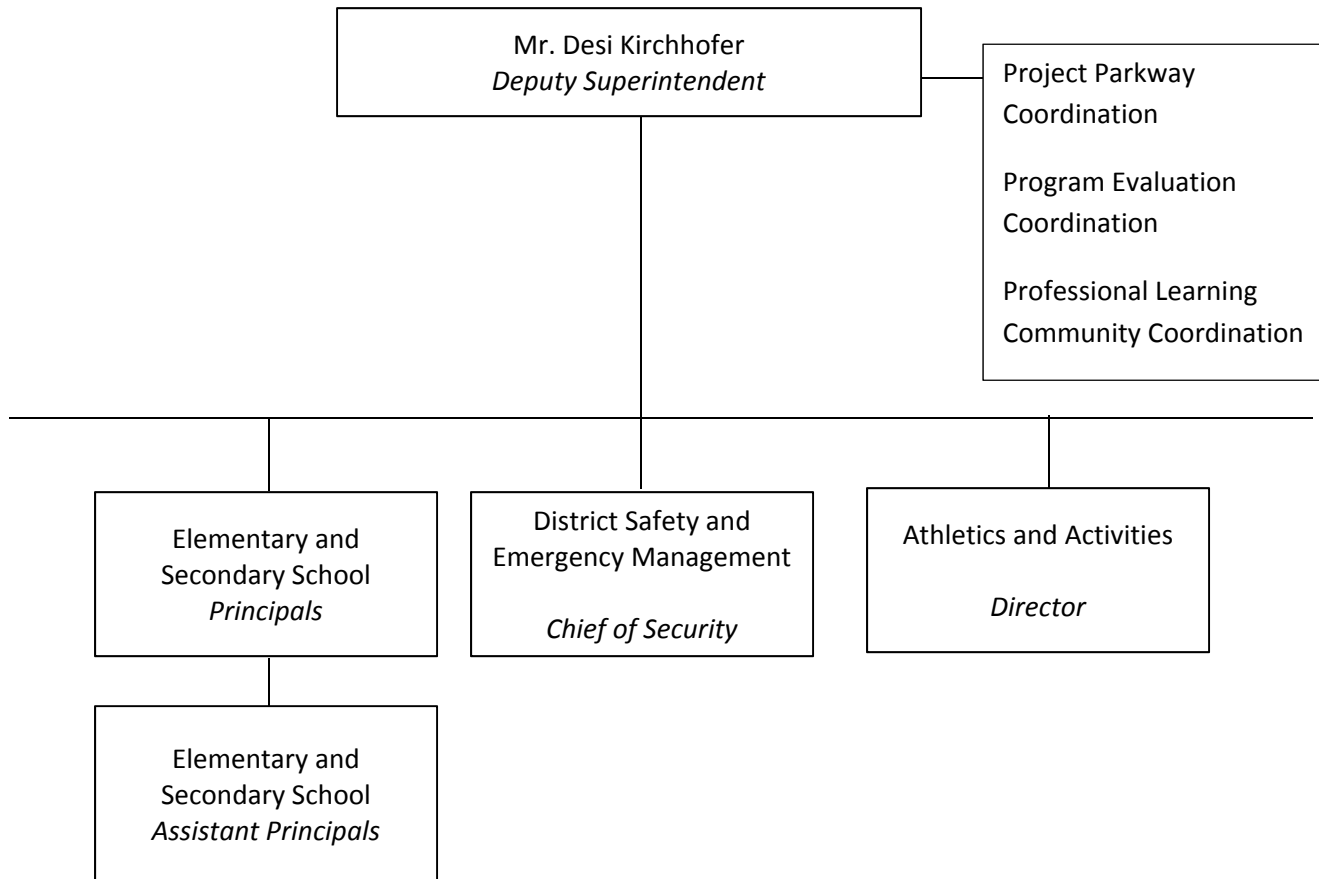 Mr. Desi Kirchhofer
Deputy Superintendent
Project Parkway
Coordination
Program Evaluation
Coordination
Professional Learning
Community Coordination
Elementary and
Secondary School
Principals
District Safety and
Emergency Management
Chief of Security
Athletics and Activities
Director
Elementary and
Secondary School
Assistant Principals